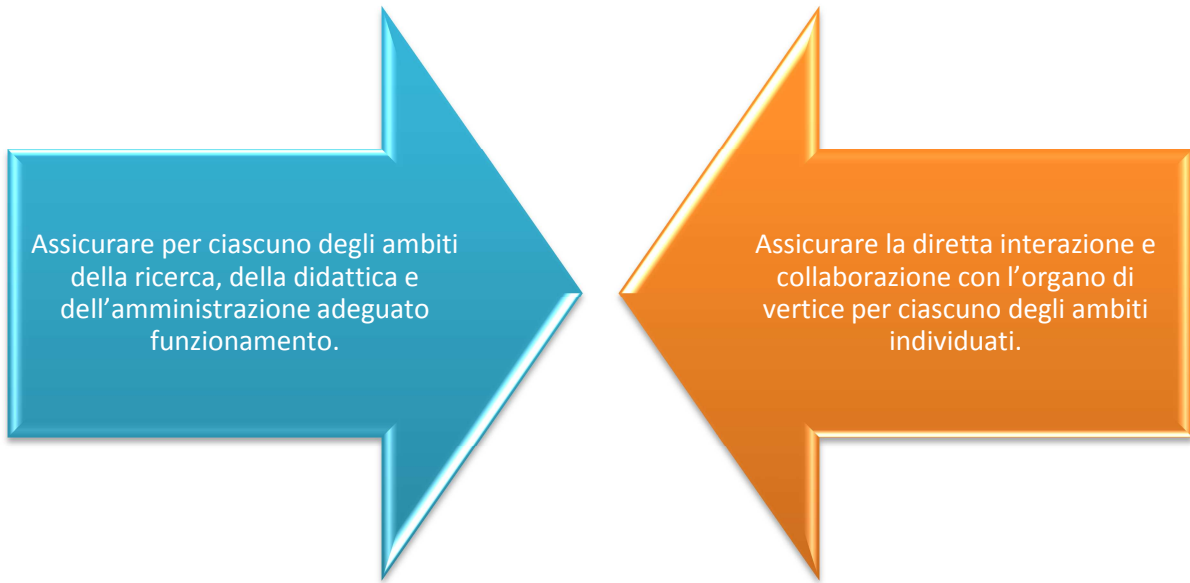 Assicurare per ciascuno degli ambiti
della ricerca, della didattica e
dell’amministrazione adeguato
funzionamento.
Assicurare la diretta interazione e
collaborazione con l’organo di
vertice per ciascuno degli ambiti
individuati.